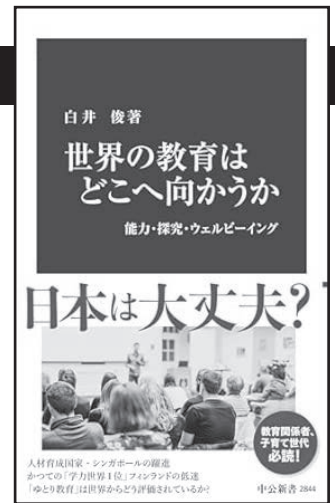 白井 俊著
世界の教育は
どこへ向かうか
能力・探究・ウェルビーイング
日本は大丈夫?
教育関係者、
子育て世代
必読!
人材育成国家・シンガポールの躍進
かつての「学力世界1位」フィンランドの低迷
「ゆとり教育」は世界からどう評価されているか?
中公新書 2844